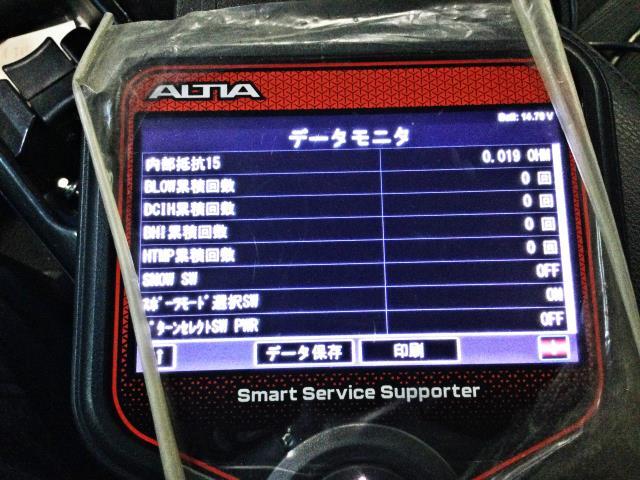 ALTIA
Batt: 14.78 V
データモニタ
内部抵抗15 0.019 OHM
BLOW累積回数 0 回
DCIH累積回数 0 回
累積回数 0 回
HTMP累積回数 0 回
SNOW SW OFF
スポーツモード選択SW ON
パターンセレクトSW PWR OFF
データ保存 印刷
Smart Service Supporter